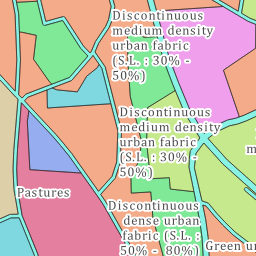 Discontinuous
medium density
urban fabric
(S.L. : 30% -
50%)
Discontinuous
medium density
urban fabric
(S.L. : 30% -
50%)
m
Pastures
Discontinuous
dense urban
fabric (S.L. :
50% - 80%)
Green ur